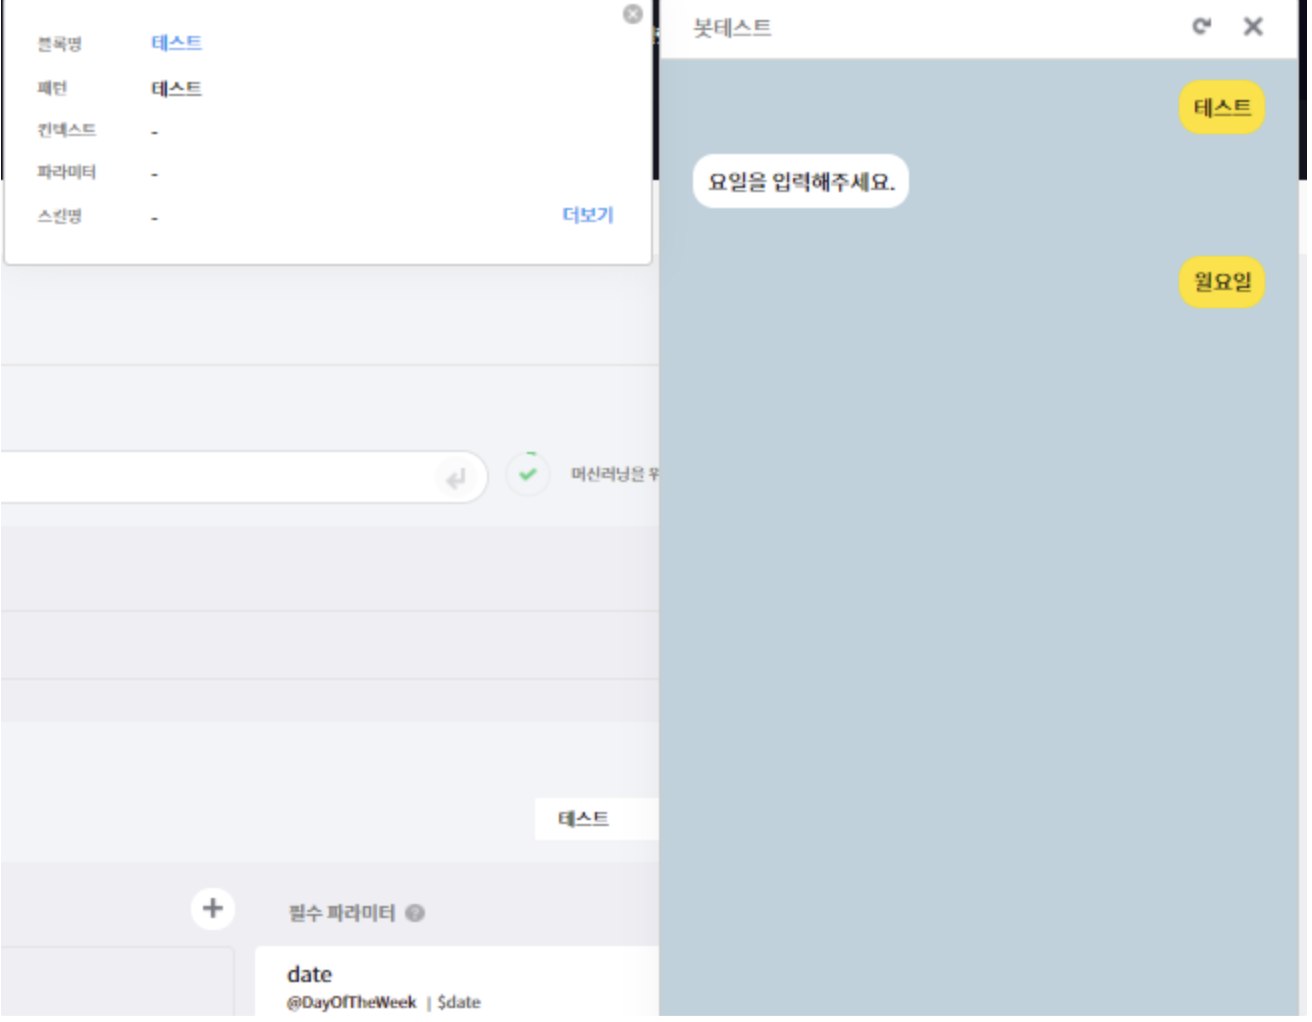 블록명 테스트
패턴 테스트
컨텍스트 -
파라미터 -
스킬명 -
더보기
머신러닝을 위
테스트
필수 파라미터 ?
date
@DayOfTheWeek | $date
봇테스트
테스트
요일을 입력해주세요.
월요일